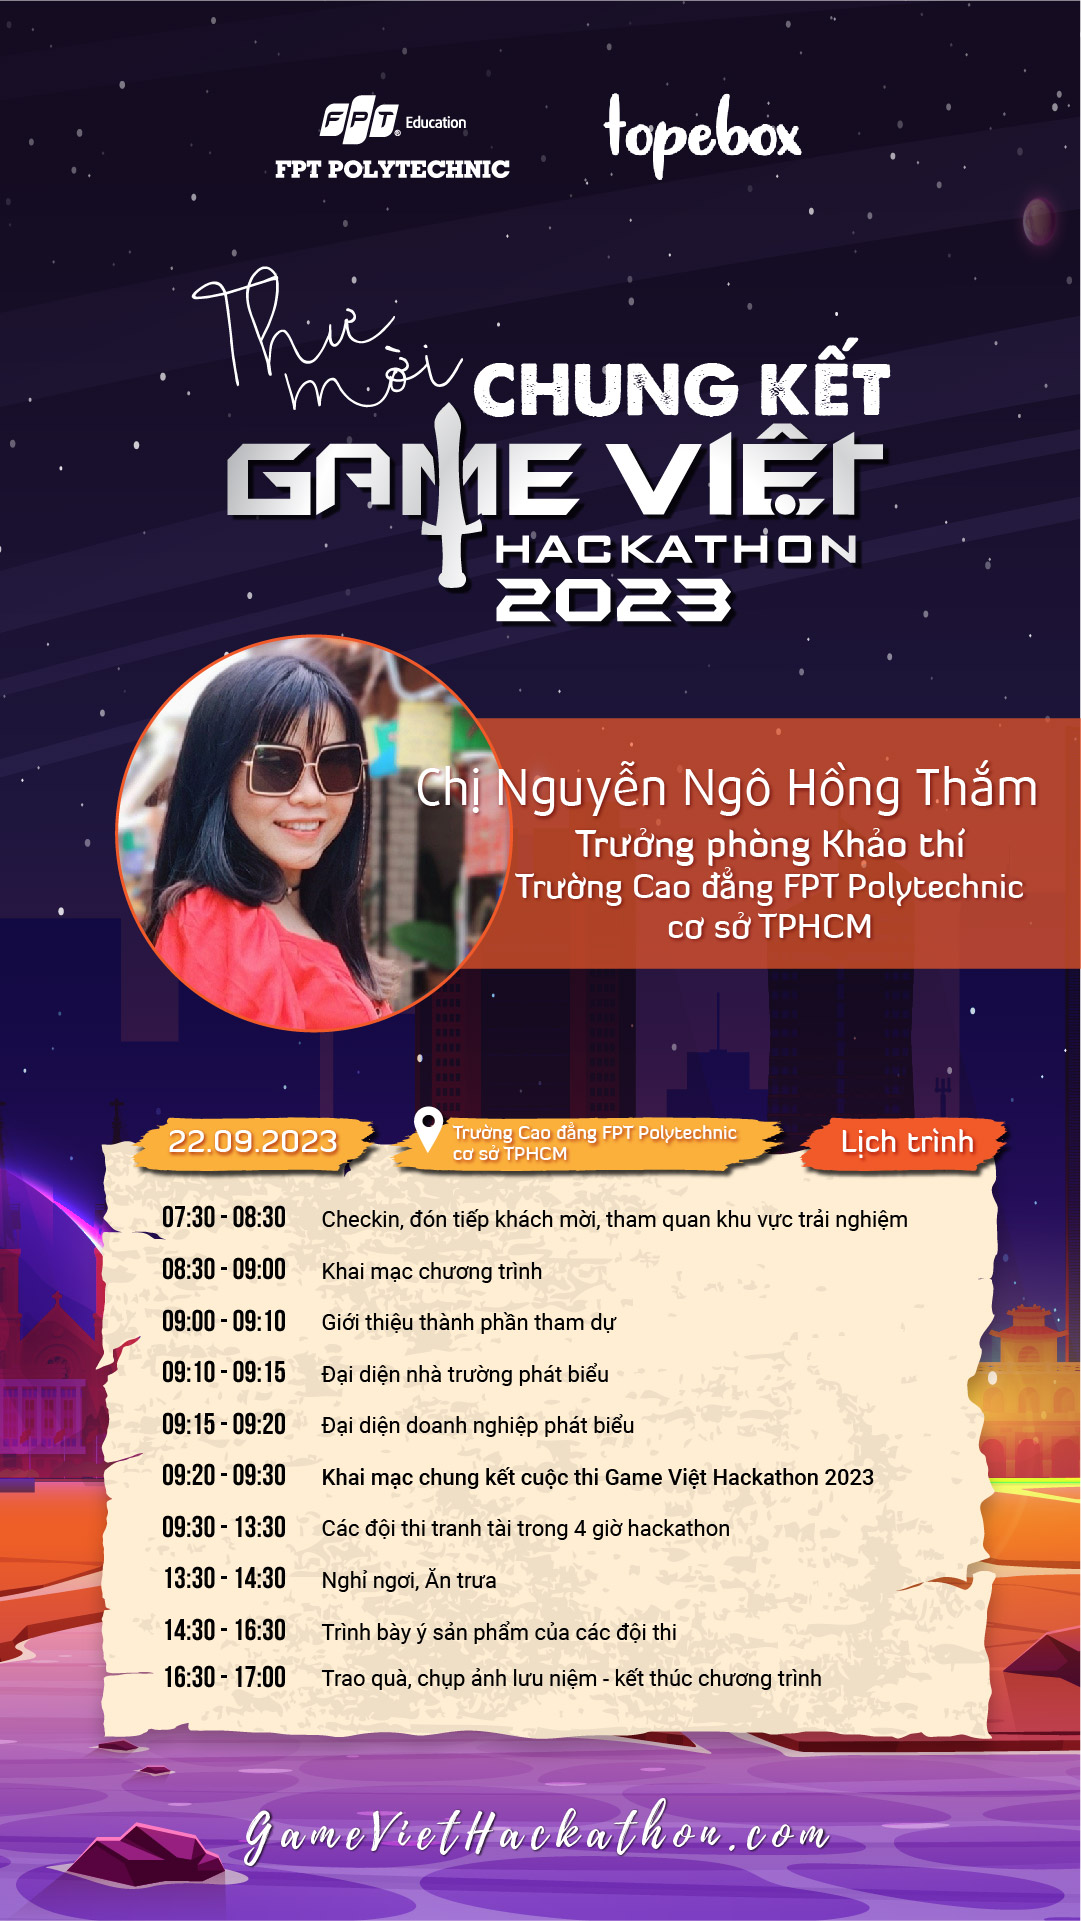 FPT Education
FPT POLYTECHNIC
topebox
Thư mời
CHUNG KẾT
GAME VIỆT
HACKATHON
2023
Chị Nguyễn Ngô Hồng Thắm
Trưởng phòng Khảo thí
Trường Cao đẳng FPT Polytechnic
cơ sở TPHCM
22.09.2023
Trường Cao đẳng FPT Polytechnic
cơ sở TPHCM
Lịch trình
07:30 - 08:30 Checkin, đón tiếp khách mời, tham quan khu vực trải nghiệm
08:30 - 09:00 Khai mạc chương trình
09:00 - 09:10 Giới thiệu thành phần tham dự
09:10 - 09:15 Đại diện nhà trường phát biểu
09:15 - 09:20 Đại diện doanh nghiệp phát biểu
09:20 - 09:30 Khai mạc chung kết cuộc thi Game Việt Hackathon 2023
09:30 - 13:30 Các đội thi tranh tài trong 4 giờ hackathon
13:30 - 14:30 Nghỉ ngơi, Ăn trưa
14:30 - 16:30 Trình bày ý sản phẩm của các đội thi
16:30 - 17:00 Trao quà, chụp ảnh lưu niệm - kết thúc chương trình
GameVietHackathon.com